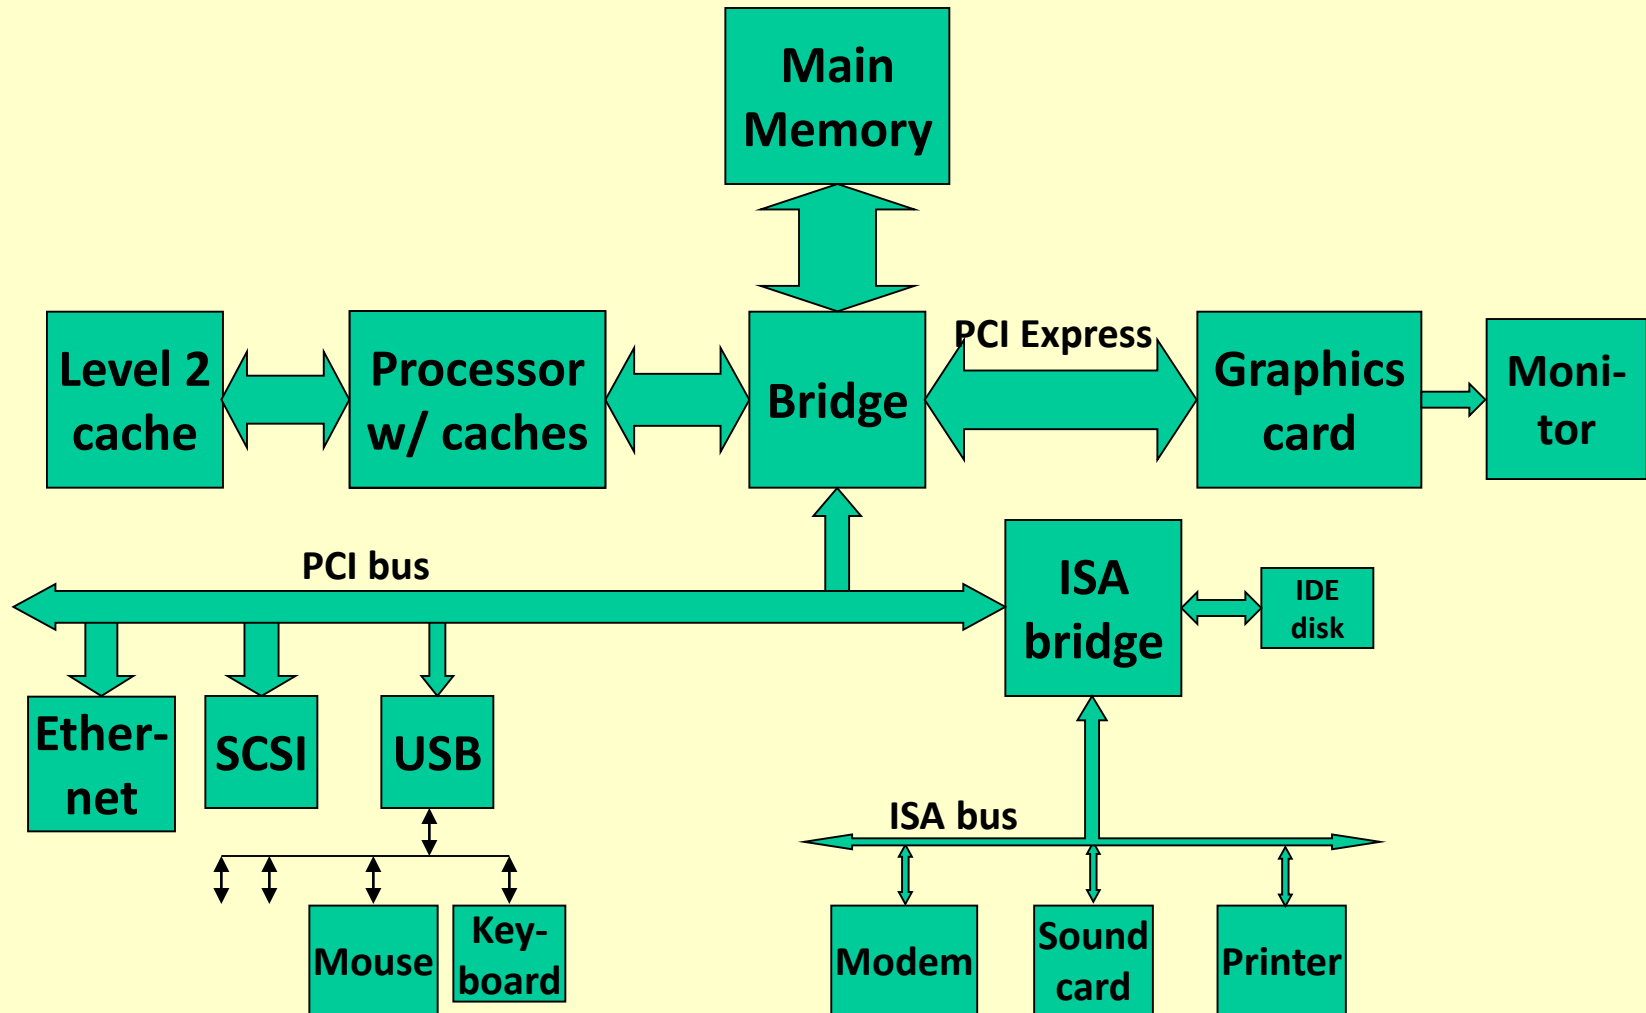 Main
Memory
Level 2
cache
Processor
w/ caches
Bridge
PCI Express
Graphics
card
Moni-
tor
PCI bus
ISA
bridge
IDE
disk
Ether-
net
SCSI
USB
ISA bus
Mouse
Key-
board
Modem
Sound
card
Printer